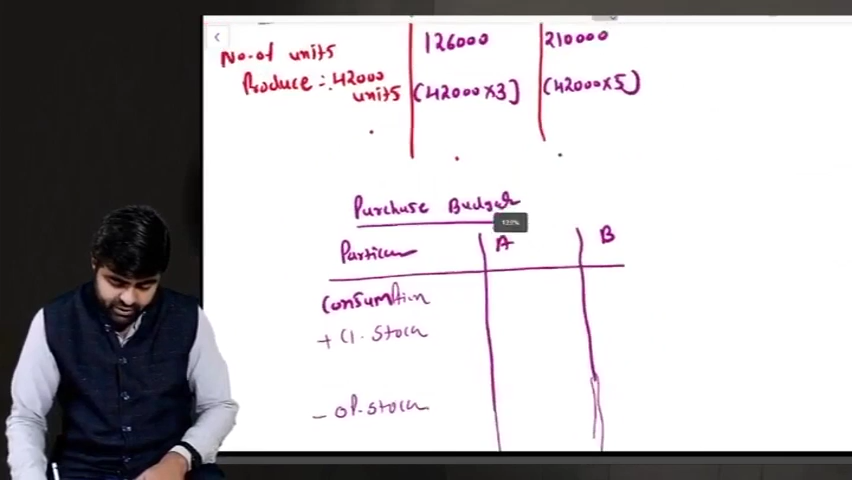 126000 210000
No. of units
Produce = 42000
units (42000 x 3) (42000 x 5)
Purchase Budget
A B
Consumption
+ Cl. Stock
- OP. Stock